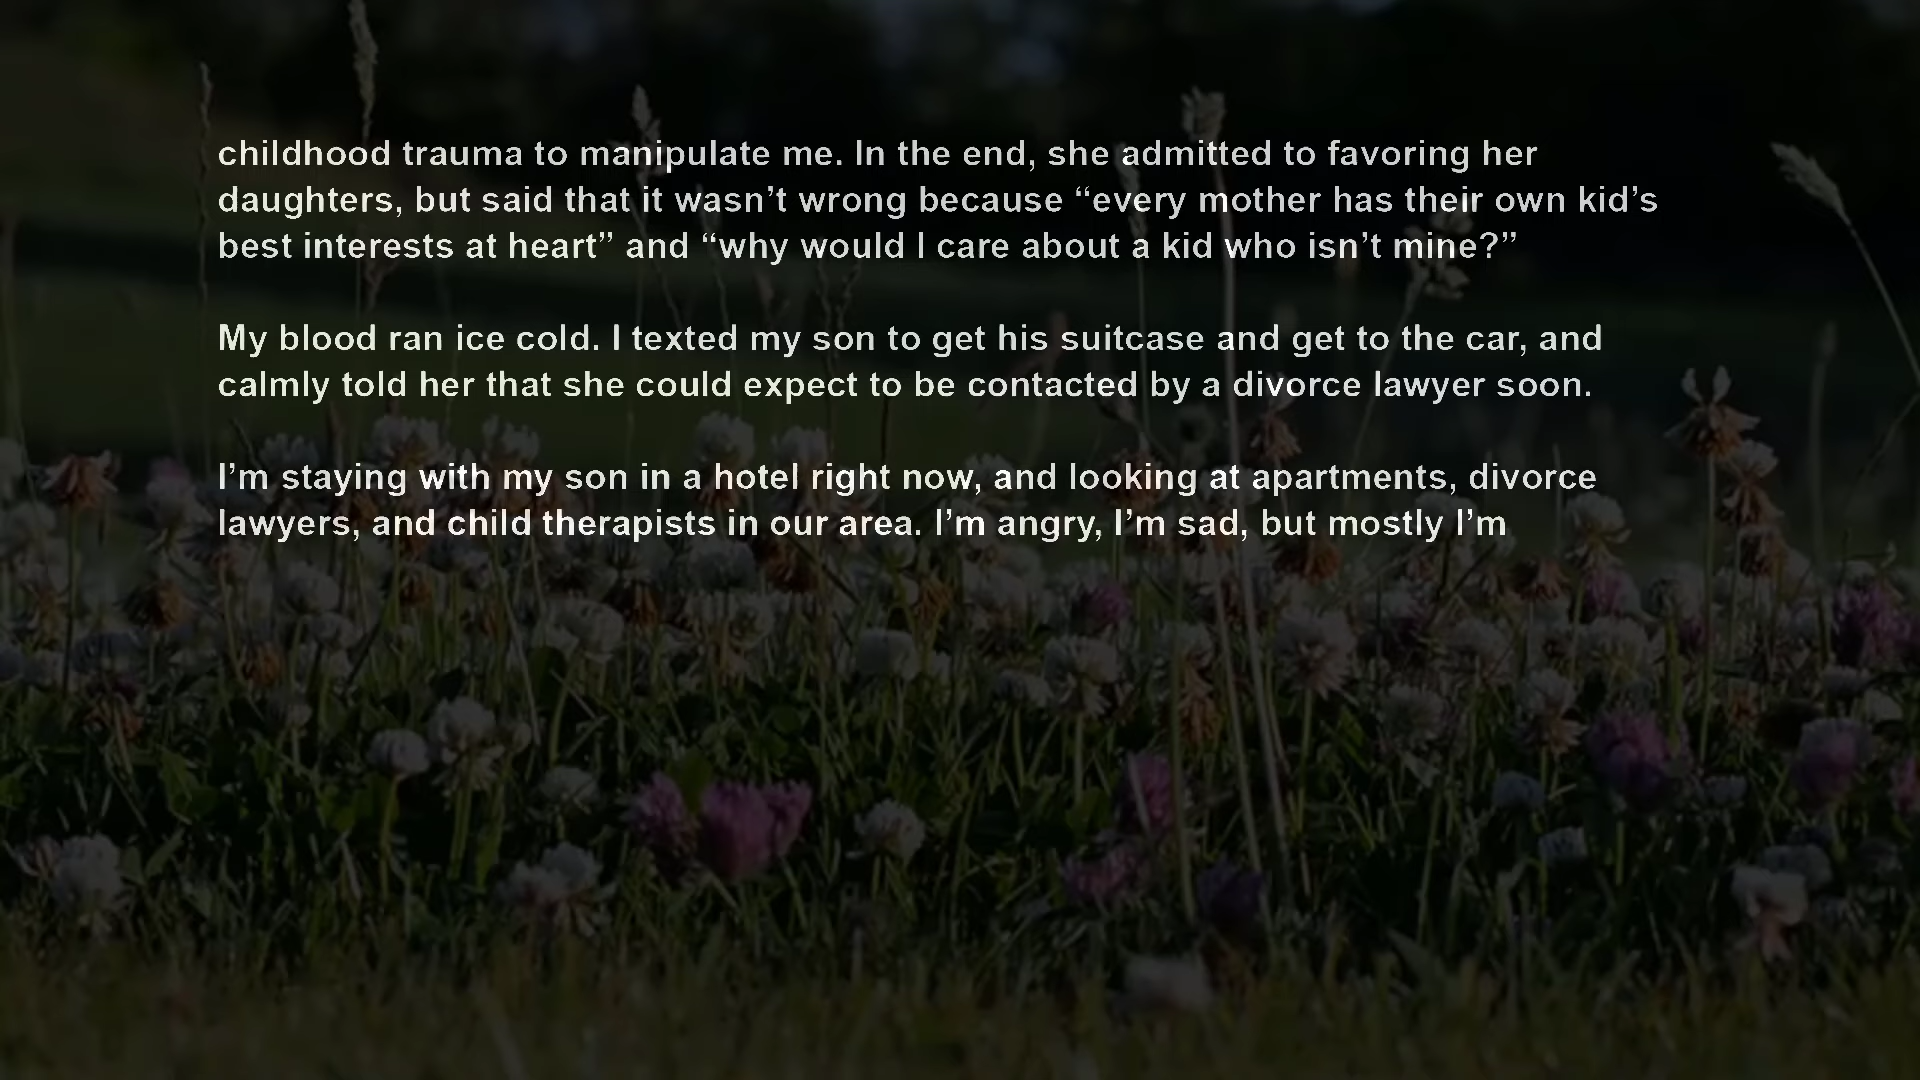 childhood trauma to manipulate me. In the end, she admitted to favoring her
daughters, but said that it wasn’t wrong because “every mother has their own kid’s
best interests at heart” and “why would I care about a kid who isn’t mine?”
My blood ran ice cold. I texted my son to get his suitcase and get to the car, and
calmly told her that she could expect to be contacted by a divorce lawyer soon.
I’m staying with my son in a hotel right now, and looking at apartments, divorce
lawyers, and child therapists in our area. I’m angry, I’m sad, but mostly I’m